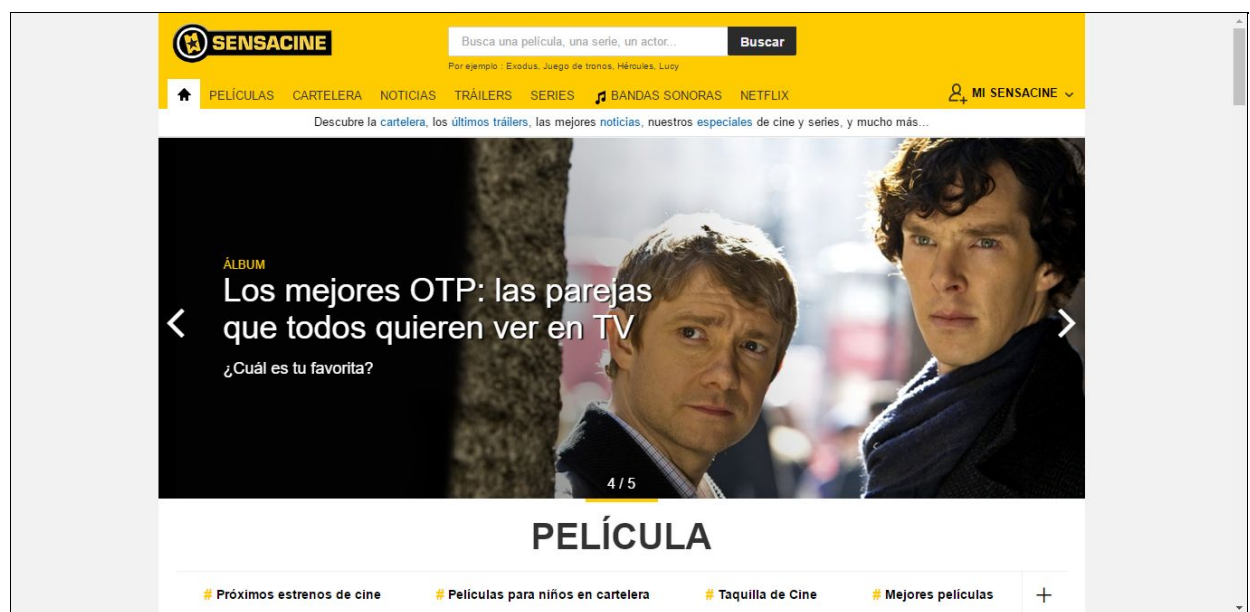 SENSACINE
Busca una película, una serie, un actor...
Buscar
Por ejemplo : Exodus, Juego de tronos, Hércules, Lucy
PELÍCULAS CARTELERA NOTICIAS TRÁILERS SERIES BANDAS SONORAS NETFLIX
MI SENSACINE
Descubre la cartelera, los últimos tráilers, las mejores noticias, nuestros especiales de cine y series, y mucho más...
ÁLBUM
Los mejores OTP: las parejas
que todos quieren ver en TV
¿Cuál es tu favorita?
4 / 5
PELÍCULA
# Próximos estrenos de cine # Películas para niños en cartelera # Taquilla de Cine # Mejores películas +